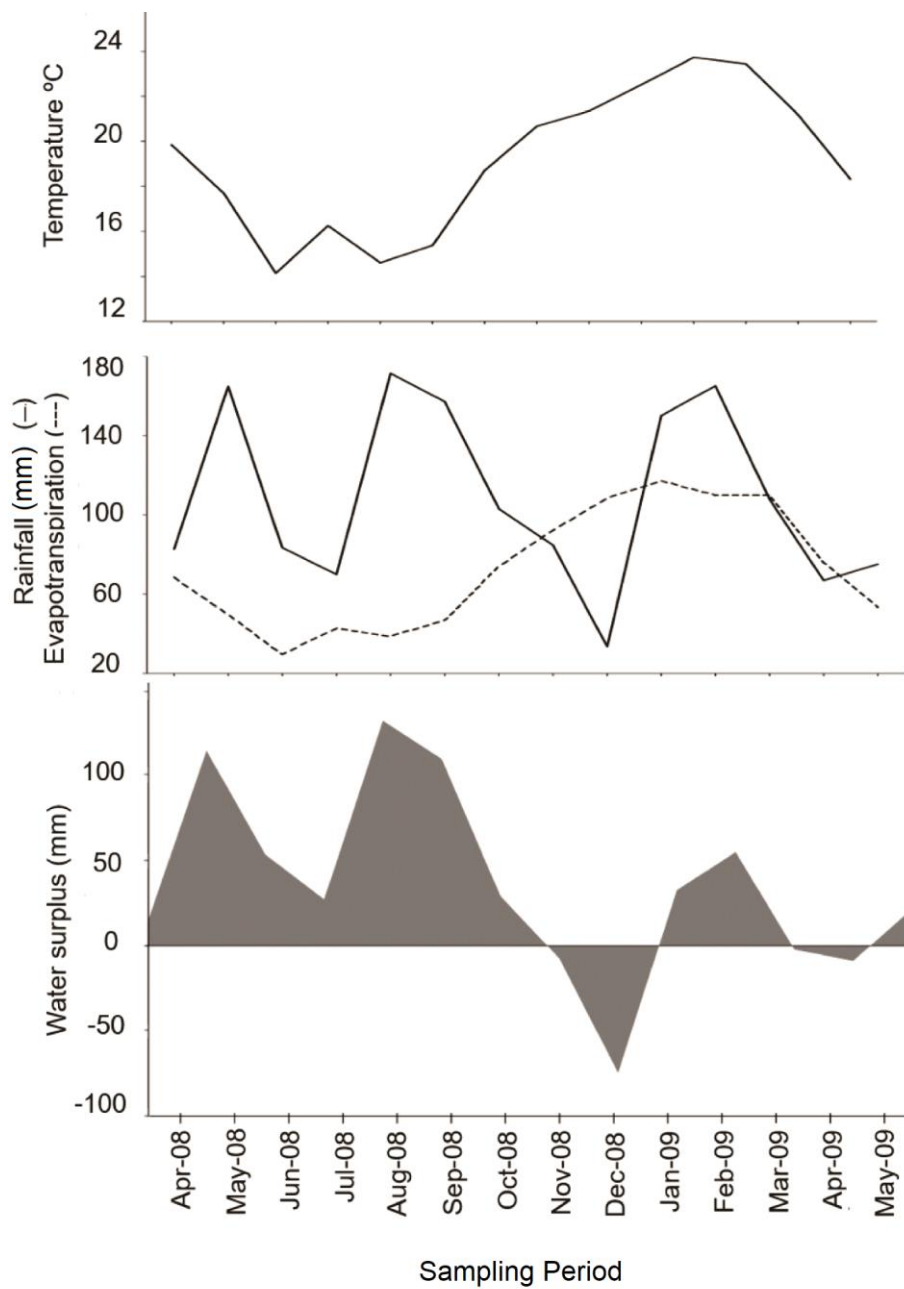 Temperature ºC
24
20
16
12
Rainfall (mm) (–)
Evapotranspiration (---)
180
140
100
60
20
Water surplus (mm)
100
50
0
-50
-100
Apr-08
May-08
Jun-08
Jul-08
Aug-08
Sep-08
Oct-08
Nov-08
Dec-08
Jan-09
Feb-09
Mar-09
Apr-09
May-09
Sampling Period